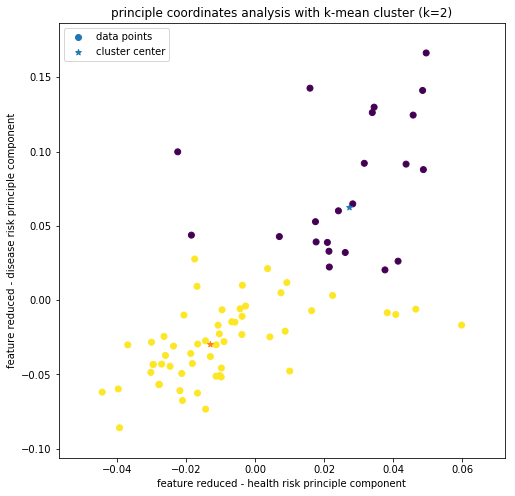 principle coordinates analysis with k-mean cluster (k=2)
data points
cluster center
0.15
0.10
0.05
0.00
−0.05
−0.10
feature reduced - disease risk principle component
−0.04
−0.02
0.00
0.02
0.04
0.06
feature reduced - health risk principle component